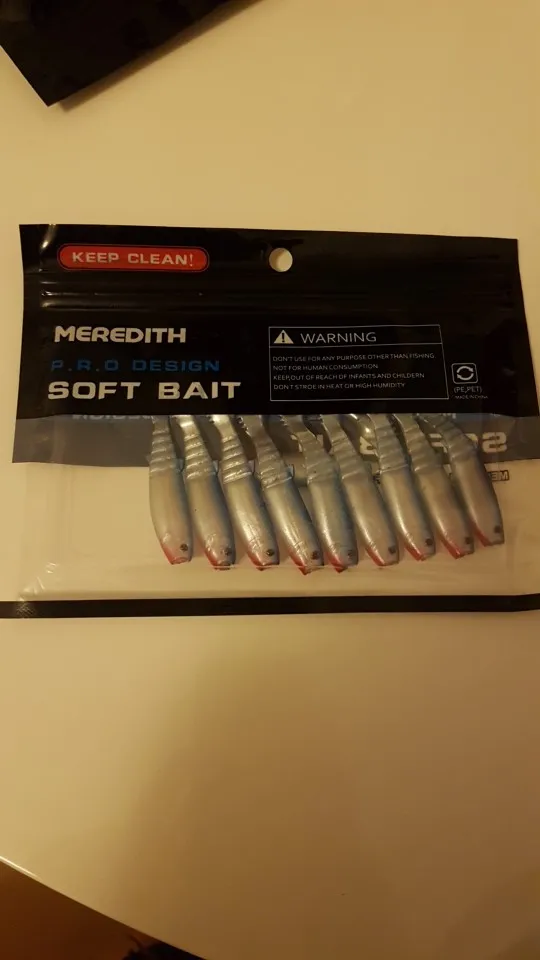 KEEP CLEAN!
MEREDITH
P.R.O DESIGN
SOFT BAIT
WARNING
DON'T USE FOR ANY PURPOSE OTHER THAN FISHING.
NOT FOR HUMAN CONSUMPTION
KEEP,OUT OF REACH OF INFANTS AND CHILDERN
DON T STROE IN HEAT OR HIGH HUMIDITY
(PE,PET)
MADE IN CHINA